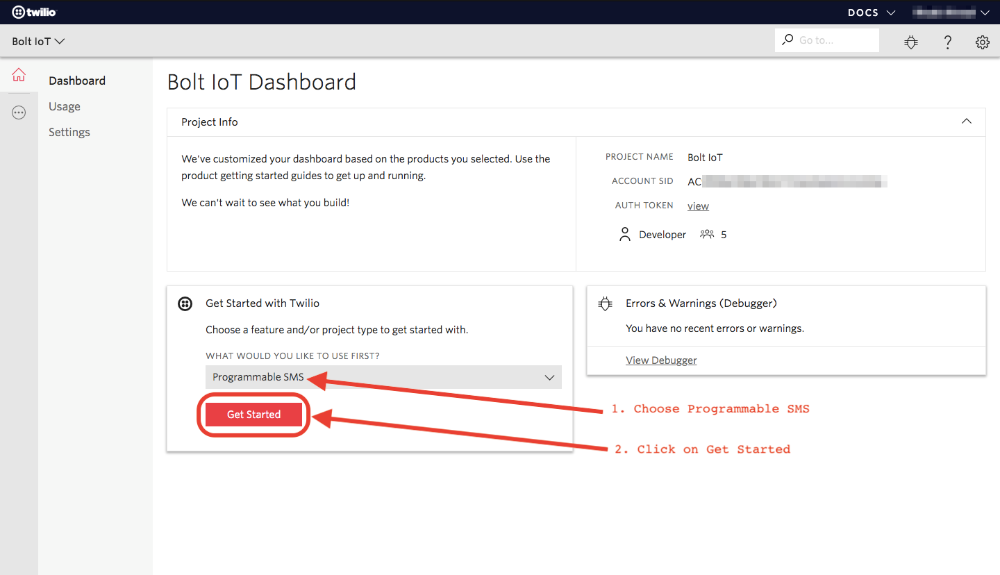 twilio
DOCS
Bolt IoT
Go to...
?
Dashboard
Usage
Settings
Bolt IoT Dashboard
Project Info
We've customized your dashboard based on the products you selected. Use the
product getting started guides to get up and running.
We can't wait to see what you build!
PROJECT NAME Bolt IoT
ACCOUNT SID AC
AUTH TOKEN view
Developer 5
Get Started with Twilio
Choose a feature and/or project type to get started with.
WHAT WOULD YOU LIKE TO USE FIRST?
Programmable SMS
Get Started
Errors & Warnings (Debugger)
You have no recent errors or warnings.
View Debugger
1. Choose Programmable SMS
2. Click on Get Started